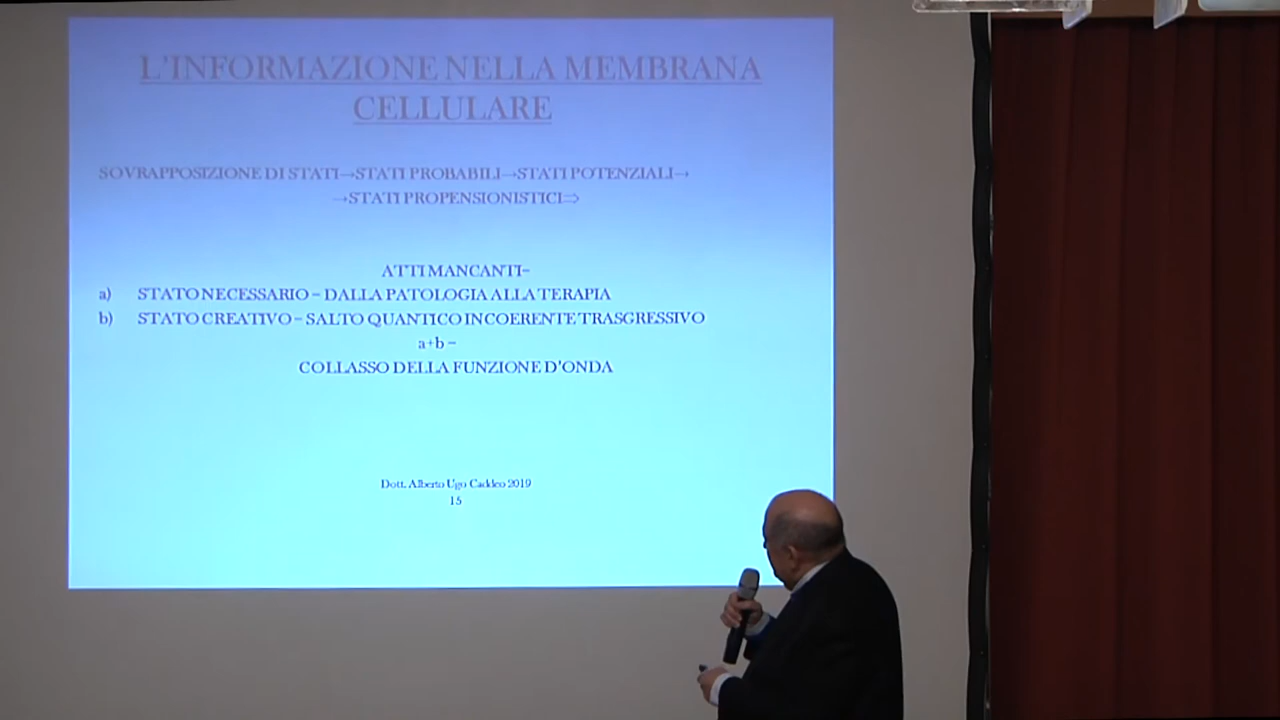 L'INFORMAZIONE NELLA MEMBRANA
CELLULARE
SOVRAPPOSIZIONE DI STATI→STATI PROBABILI→STATI POTENZIALI→
→STATI PROPENSIONISTICI⇒
ATTI MANCANTI–
a) STATO NECESSARIO – DALLA PATOLOGIA ALLA TERAPIA
b) STATO CREATIVO – SALTO QUANTICO INCOERENTE TRASGRESSIVO
a+b –
COLLASSO DELLA FUNZIONE D'ONDA
Dott. Alberto Ugo Caddeo 2019
15